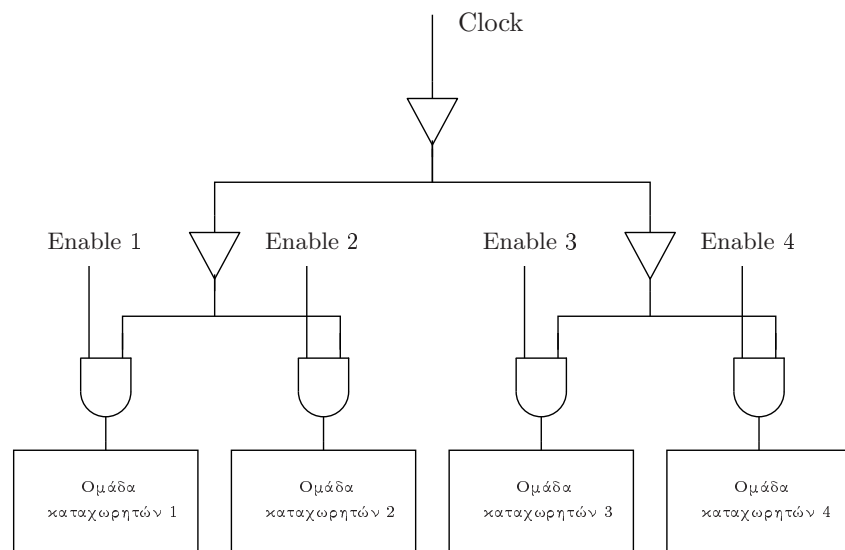 Clock
Enable 1
Enable 2
Enable 3
Enable 4
Ομάδα
καταχωρητών 1
Ομάδα
καταχωρητών 2
Ομάδα
καταχωρητών 3
Ομάδα
καταχωρητών 4